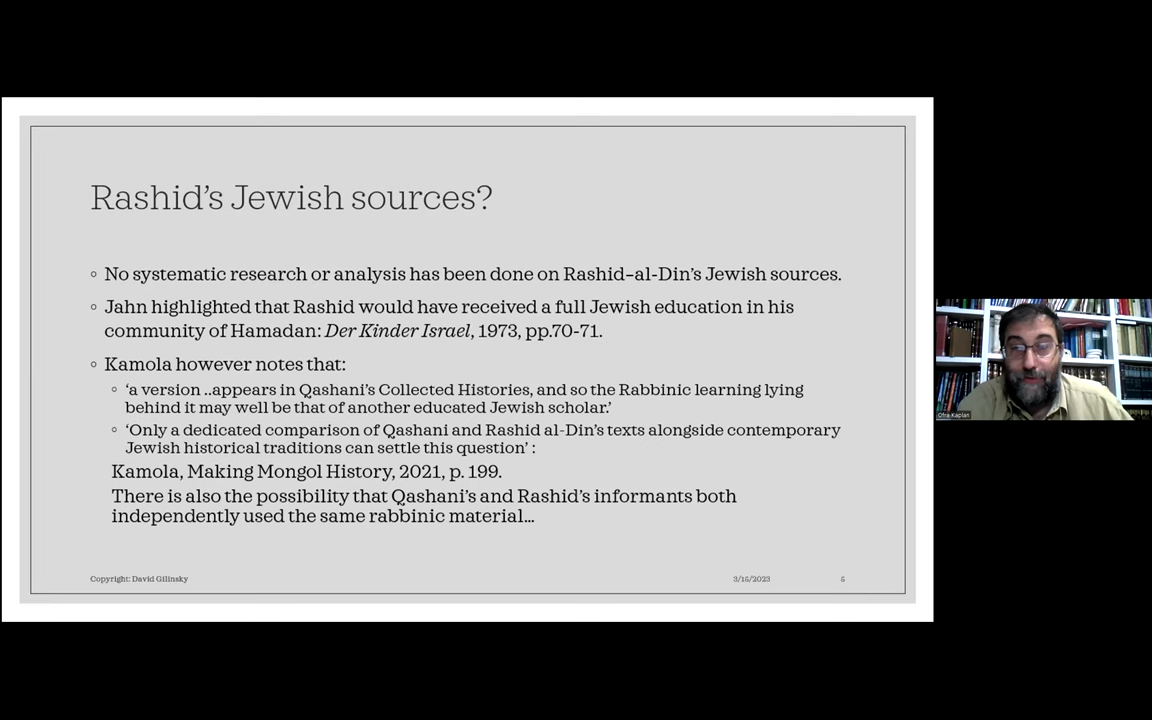 Rashid’s Jewish sources?
◦ No systematic research or analysis has been done on Rashid–al-Din’s Jewish sources.
◦ Jahn highlighted that Rashid would have received a full Jewish education in his
community of Hamadan: Der Kinder Israel, 1973, pp.70-71.
◦ Kamola however notes that:
◦ ‘a version ..appears in Qashani’s Collected Histories, and so the Rabbinic learning lying
behind it may well be that of another educated Jewish scholar.’
◦ ‘Only a dedicated comparison of Qashani and Rashid al-Din’s texts alongside contemporary
Jewish historical traditions can settle this question’ :
Kamola, Making Mongol History, 2021, p. 199.
There is also the possibility that Qashani’s and Rashid’s informants both
independently used the same rabbinic material…
Copyright: David Gilinsky
3/15/2023
5
Ofra Kaplan